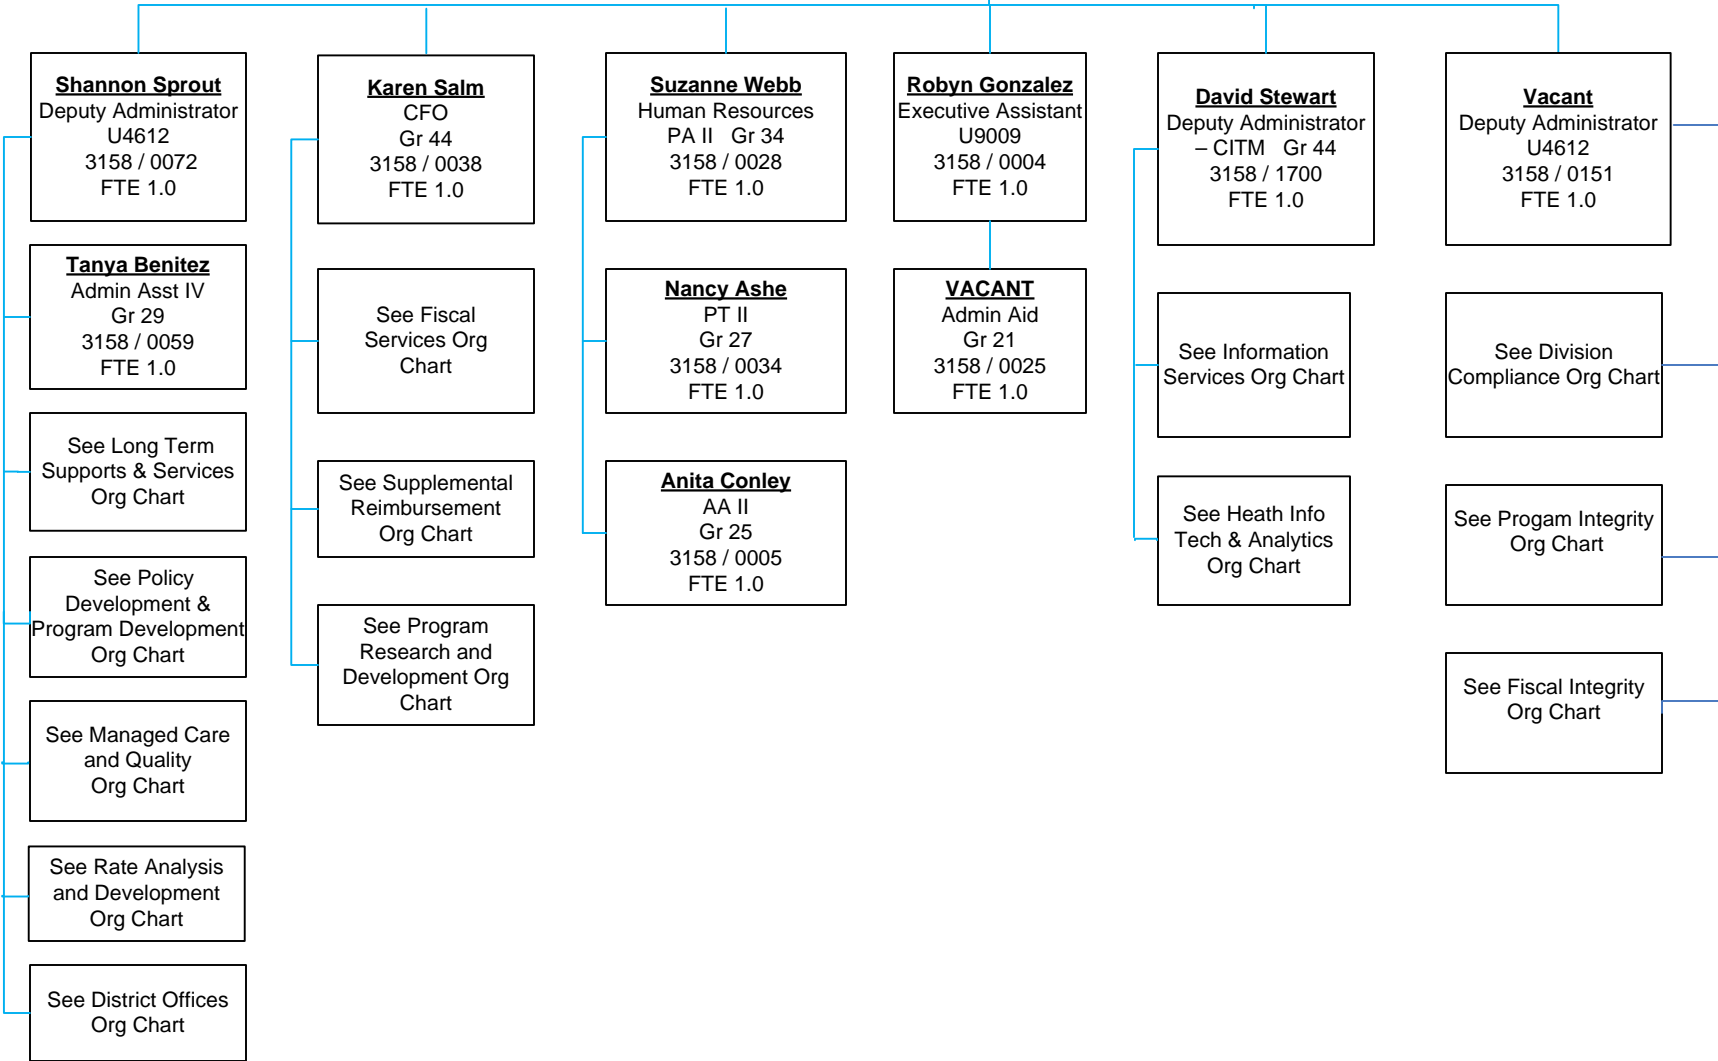 Shannon Sprout
Deputy Administrator
U4612
3158 / 0072
FTE 1.0
Tanya Benitez
Admin Asst IV
Gr 29
3158 / 0059
FTE 1.0
See Long Term
Supports & Services
Org Chart
See Policy
Development &
Program Development
Org Chart
See Managed Care
and Quality
Org Chart
See Rate Analysis
and Development
Org Chart
See District Offices
Org Chart
Karen Salm
CFO
Gr 44
3158 / 0038
FTE 1.0
See Fiscal
Services Org
Chart
See Supplemental
Reimbursement
Org Chart
See Program
Research and
Development Org
Chart
Suzanne Webb
Human Resources
PA II Gr 34
3158 / 0028
FTE 1.0
Nancy Ashe
PT II
Gr 27
3158 / 0034
FTE 1.0
Anita Conley
AA II
Gr 25
3158 / 0005
FTE 1.0
Robyn Gonzalez
Executive Assistant
U9009
3158 / 0004
FTE 1.0
VACANT
Admin Aid
Gr 21
3158 / 0025
FTE 1.0
David Stewart
Deputy Administrator
– CITM Gr 44
3158 / 1700
FTE 1.0
See Information
Services Org Chart
See Heath Info
Tech & Analytics
Org Chart
Vacant
Deputy Administrator
U4612
3158 / 0151
FTE 1.0
See Division
Compliance Org Chart
See Progam Integrity
Org Chart
See Fiscal Integrity
Org Chart